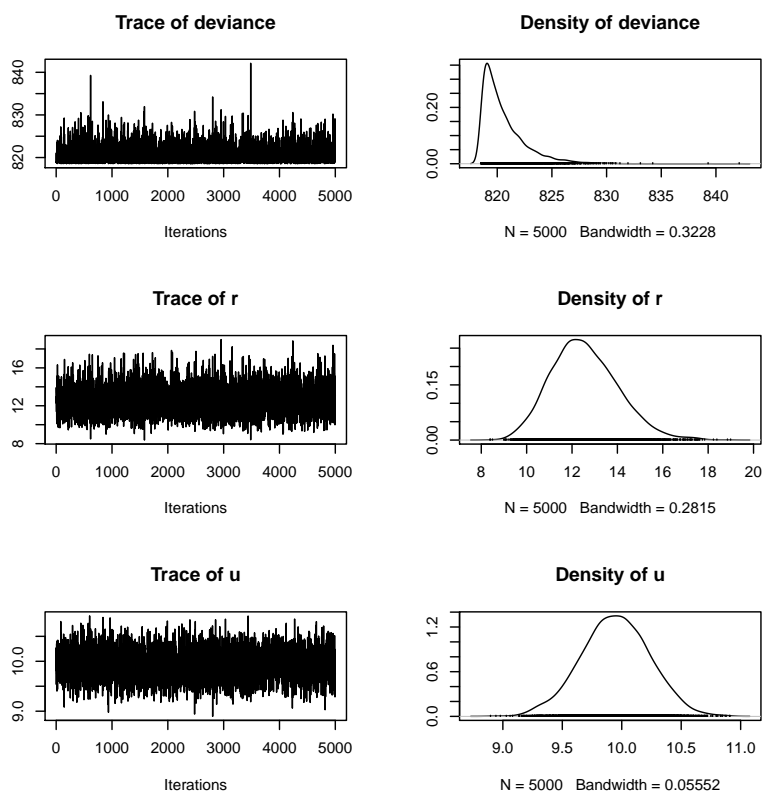 Trace of deviance
840
830
820
0 1000 2000 3000 4000 5000
Iterations
Density of deviance
0.20
0.00
820 825 830 835 840
N = 5000 Bandwidth = 0.3228
Trace of r
16
12
8
0 1000 2000 3000 4000 5000
Iterations
Density of r
0.15
0.00
8 10 12 14 16 18 20
N = 5000 Bandwidth = 0.2815
Trace of u
10.0
9.0
0 1000 2000 3000 4000 5000
Iterations
Density of u
1.2
0.6
0.0
9.0 9.5 10.0 10.5 11.0
N = 5000 Bandwidth = 0.05552